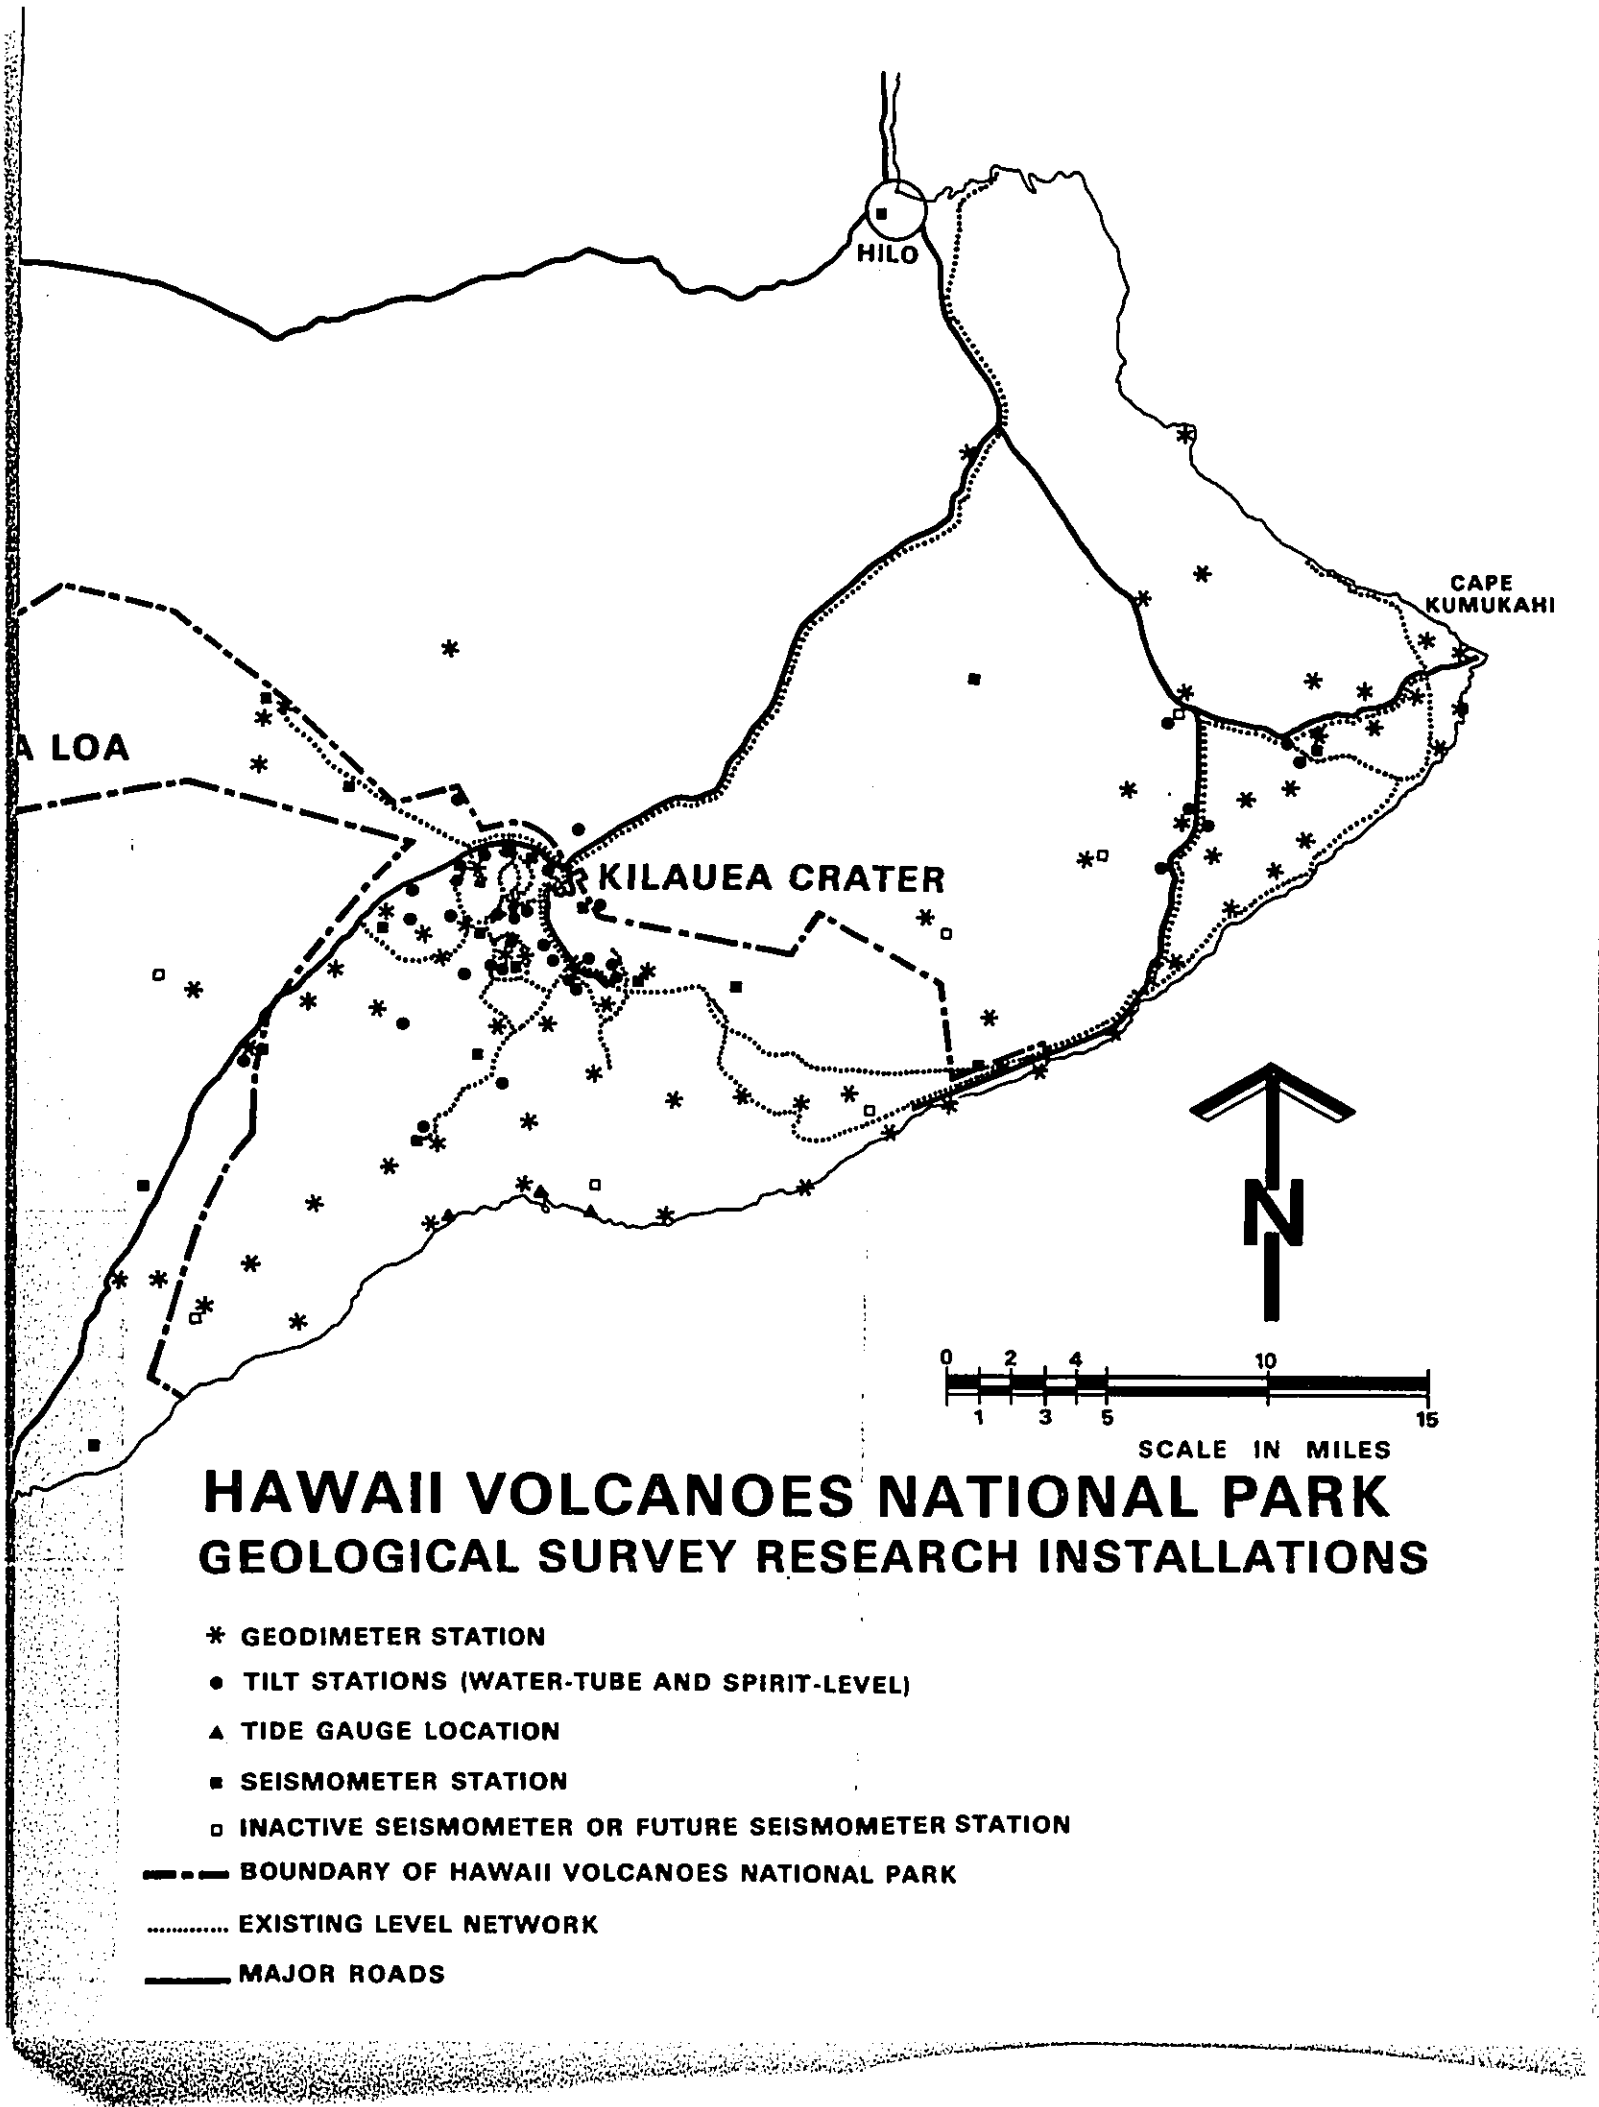 HILO
CAPE
KUMUKAHI
A LOA
KILAUEA CRATER
N
0 2 4 10
1 3 5 15
SCALE IN MILES
HAWAII VOLCANOES NATIONAL PARK
GEOLOGICAL SURVEY RESEARCH INSTALLATIONS
GEODIMETER STATION
TILT STATIONS (WATER-TUBE AND SPIRIT-LEVEL)
TIDE GAUGE LOCATION
SEISMOMETER STATION
INACTIVE SEISMOMETER OR FUTURE SEISMOMETER STATION
BOUNDARY OF HAWAII VOLCANOES NATIONAL PARK
EXISTING LEVEL NETWORK
MAJOR ROADS